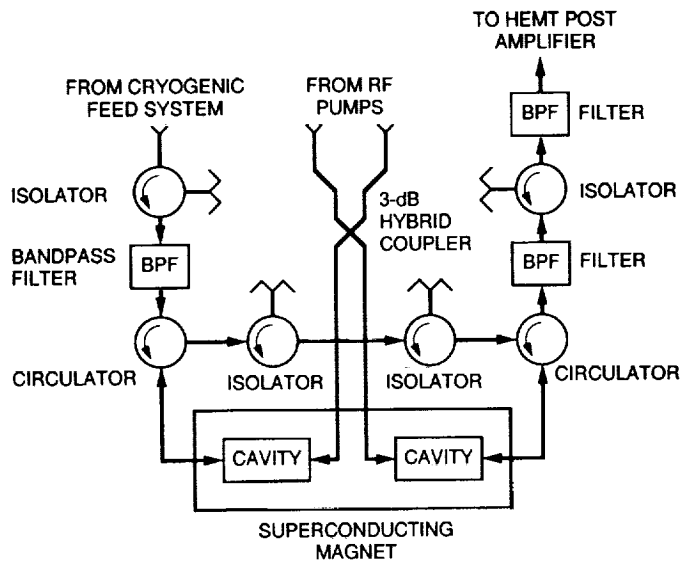 TO HEMT POST
AMPLIFIER
FROM CRYOGENIC
FEED SYSTEM
FROM RF
PUMPS
BPF
FILTER
ISOLATOR
ISOLATOR
3-dB
HYBRID
COUPLER
BANDPASS
FILTER
BPF
BPF
FILTER
CIRCULATOR
ISOLATOR
ISOLATOR
CIRCULATOR
CAVITY
CAVITY
SUPERCONDUCTING
MAGNET